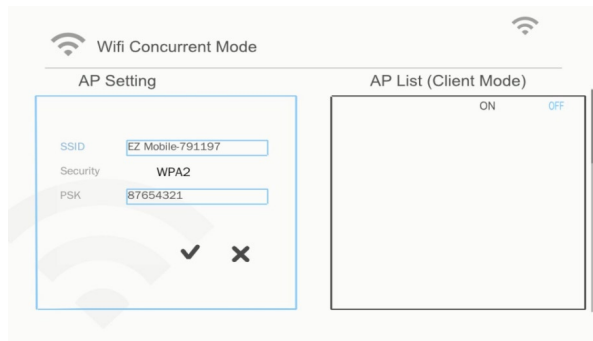 Wifi Concurrent Mode
AP Setting
SSID EZ Mobile-791197
Security WPA2
PSK 87654321
AP List (Client Mode)
ON OFF